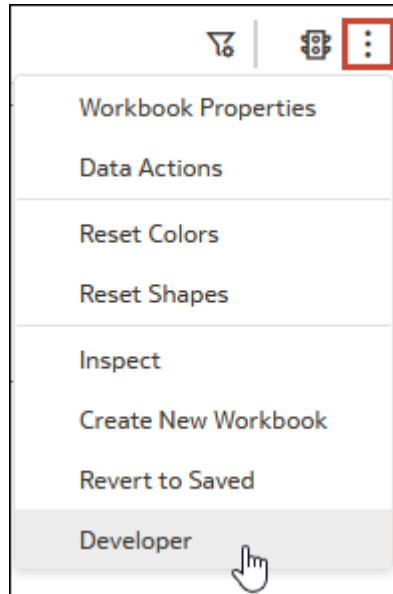 Workbook Properties
Data Actions
Reset Colors
Reset Shapes
Inspect
Create New Workbook
Revert to Saved
Developer